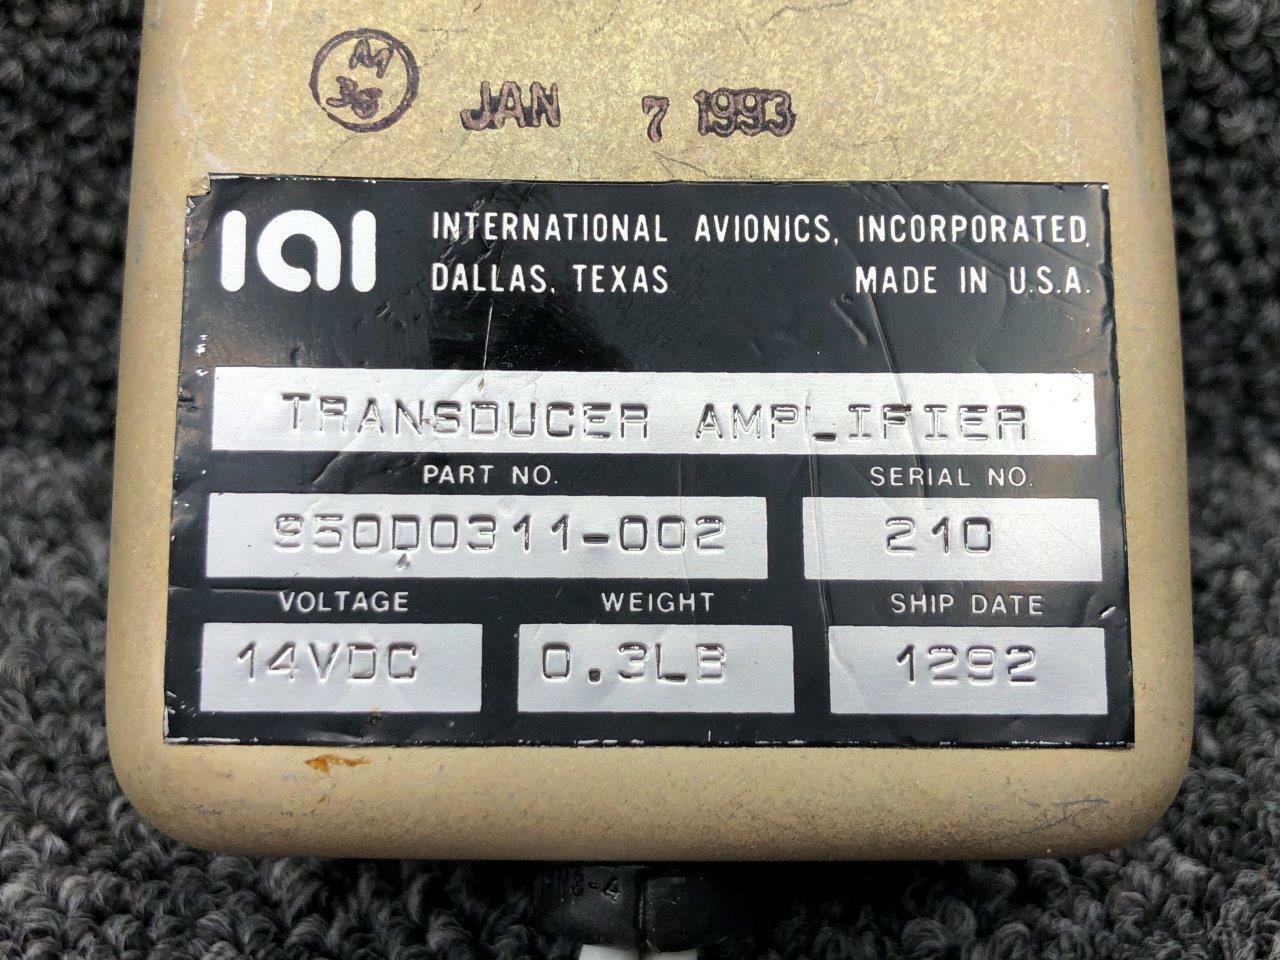 JAN 7 1993
IAI
INTERNATIONAL AVIONICS, INCORPORATED.
DALLAS, TEXAS MADE IN U.S.A.
TRANSDUCER AMPLIFIER
PART NO. SERIAL NO.
950D0311-002 210
VOLTAGE WEIGHT SHIP DATE
14VDC 0.3LB 1292